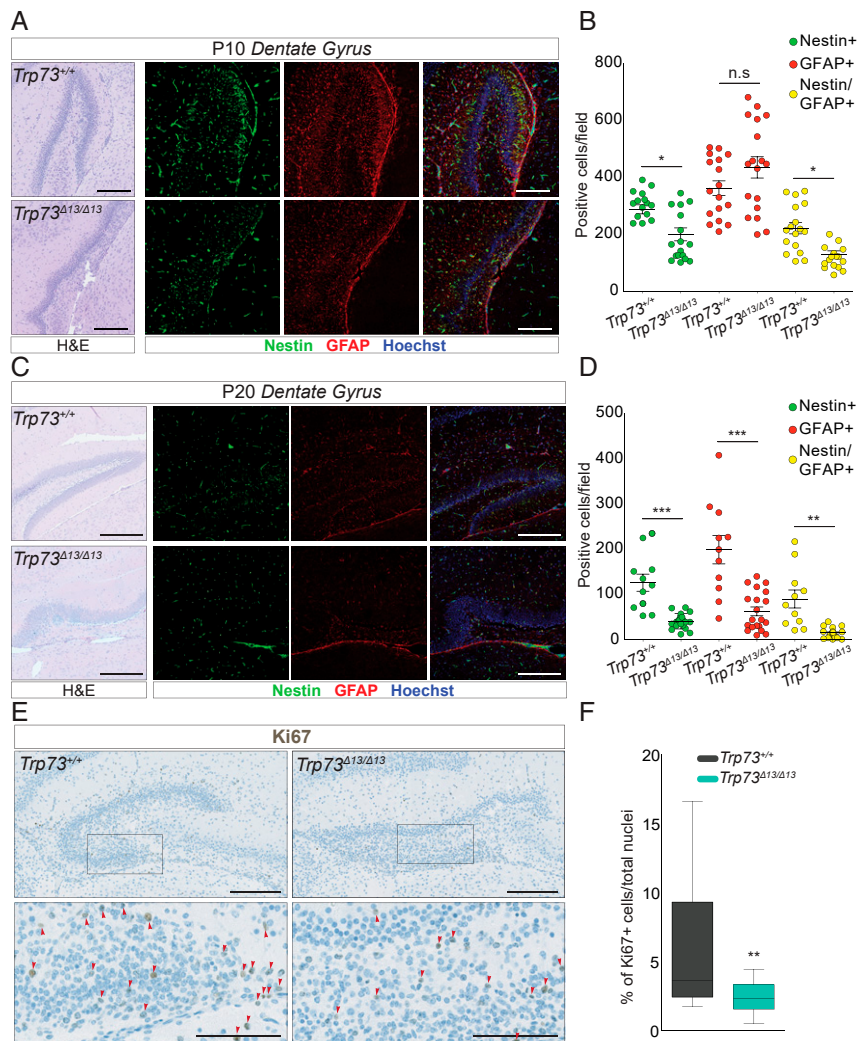 A
P10 Dentate Gyrus
Trp73+/+
Trp73Δ13/Δ13
H&E
Nestin GFAP Hoechst
B
Nestin+
GFAP+
Nestin/
GFAP+
Positive cells/field
800
600
400
200
0
*
n.s
*
Trp73+/+
Trp73Δ13/Δ13
Trp73+/+
Trp73Δ13/Δ13
Trp73+/+
Trp73Δ13/Δ13
C
P20 Dentate Gyrus
Trp73+/+
Trp73Δ13/Δ13
H&E
Nestin GFAP Hoechst
D
Nestin+
GFAP+
Nestin/
GFAP+
Positive cells/field
500
400
300
200
100
0
***
***
**
Trp73+/+
Trp73Δ13/Δ13
Trp73+/+
Trp73Δ13/Δ13
Trp73+/+
Trp73Δ13/Δ13
E
Ki67
Trp73+/+
Trp73Δ13/Δ13
F
Trp73+/+
Trp73Δ13/Δ13
% of Ki67+ cells/total nuclei
20
15
10
5
0
**